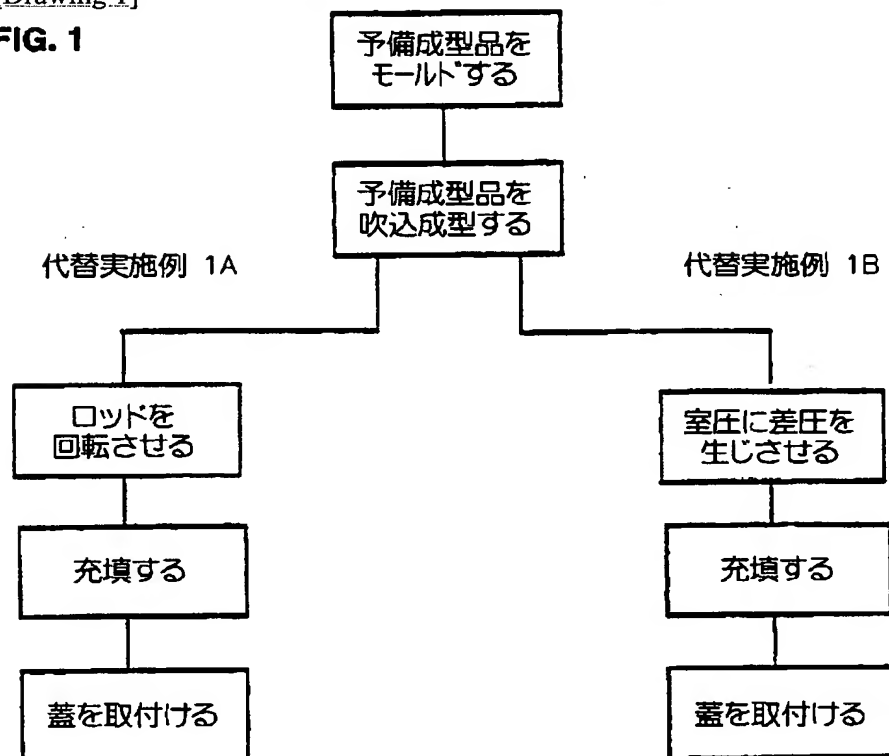 [Drawing 1]
FIG. 1
予備成型品を
モールドする
予備成型品を
吹込成型する
代替実施例 1A
代替実施例 1B
ロッドを
回転させる
室圧に差圧を
生じさせる
充填する
充填する
蓋を取付ける
蓋を取付ける